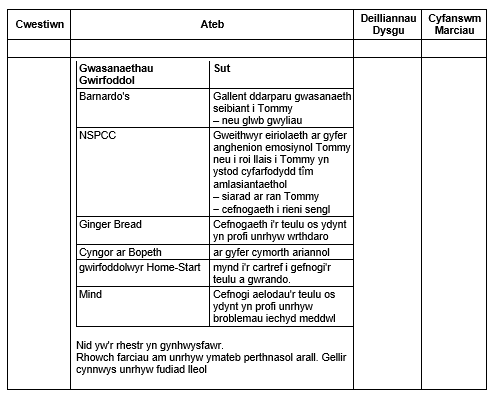 Cwestiwn Ateb Deilliannau Dysgu Cyfanswm Marciau
Gwasanaethau Gwirfoddol Sut
Barnardo's Gallent ddarparu gwasanaeth
seibiant i Tommy
– neu glwb gwyliau
NSPCC Gweithwyr eiriolaeth ar gyfer
anghenion emosiynol Tommy
neu i roi llais i Tommy yn
ystod cyfarfodydd tîm
amlasiantaethol
– siarad ar ran Tommy
– cefnogaeth i rieni sengl
Ginger Bread Cefnogaeth i'r teulu os ydynt
yn profi unrhyw wrthdaro
Cyngor ar Bopeth ar gyfer cymorth ariannol
gwirfoddolwyr Home-Start mynd i'r cartref i gefnogi'r
teulu a gwrando.
Mind Cefnogi aelodau'r teulu os
ydynt yn profi unrhyw
broblemau iechyd meddwl
Nid yw'r rhestr yn gynhwysfawr.
Rhowch farciau am unrhyw ymateb perthnasol arall. Gellir
cynnwys unrhyw fudiad lleol